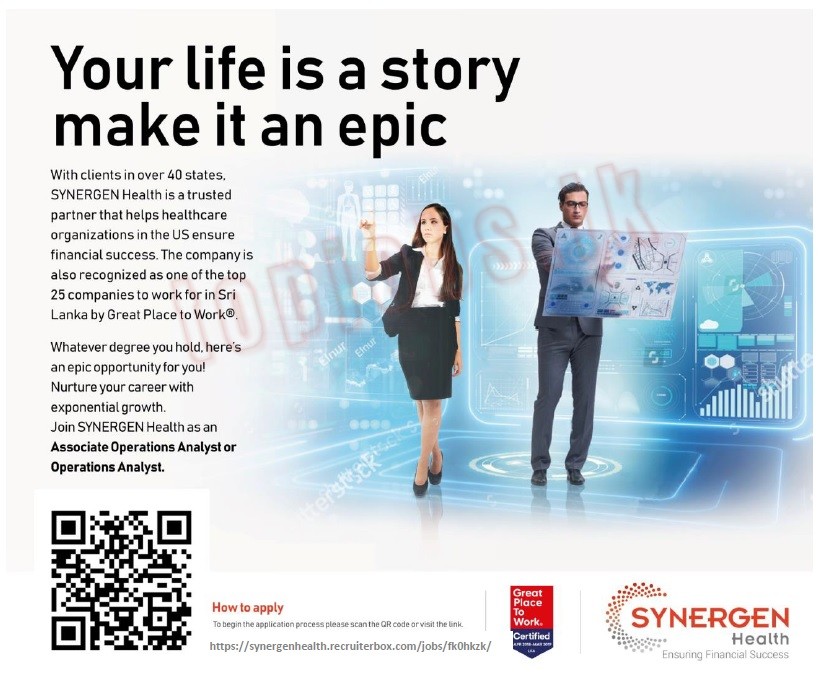 Your life is a story
make it an epic
With clients in over 40 states,
SYNERGEN Health is a trusted
partner that helps healthcare
organizations in the US ensure
financial success. The company is
also recognized as one of the top
25 companies to work for in Sri
Lanka by Great Place to Work®.
Whatever degree you hold, here's
an epic opportunity for you!
Nurture your career with
exponential growth.
Join SYNERGEN Health as an
Associate Operations Analyst or
Operations Analyst.
Elnur
Elnur
Elnur
shutterstock
How to apply
To begin the application process please scan the QR code or visit the link.
https://synergenhealth.recruiterbox.com/jobs/fk0hkzk/
Great
Place
To
Work®
Certified
SYNERGEN
Health
Ensuring Financial Success